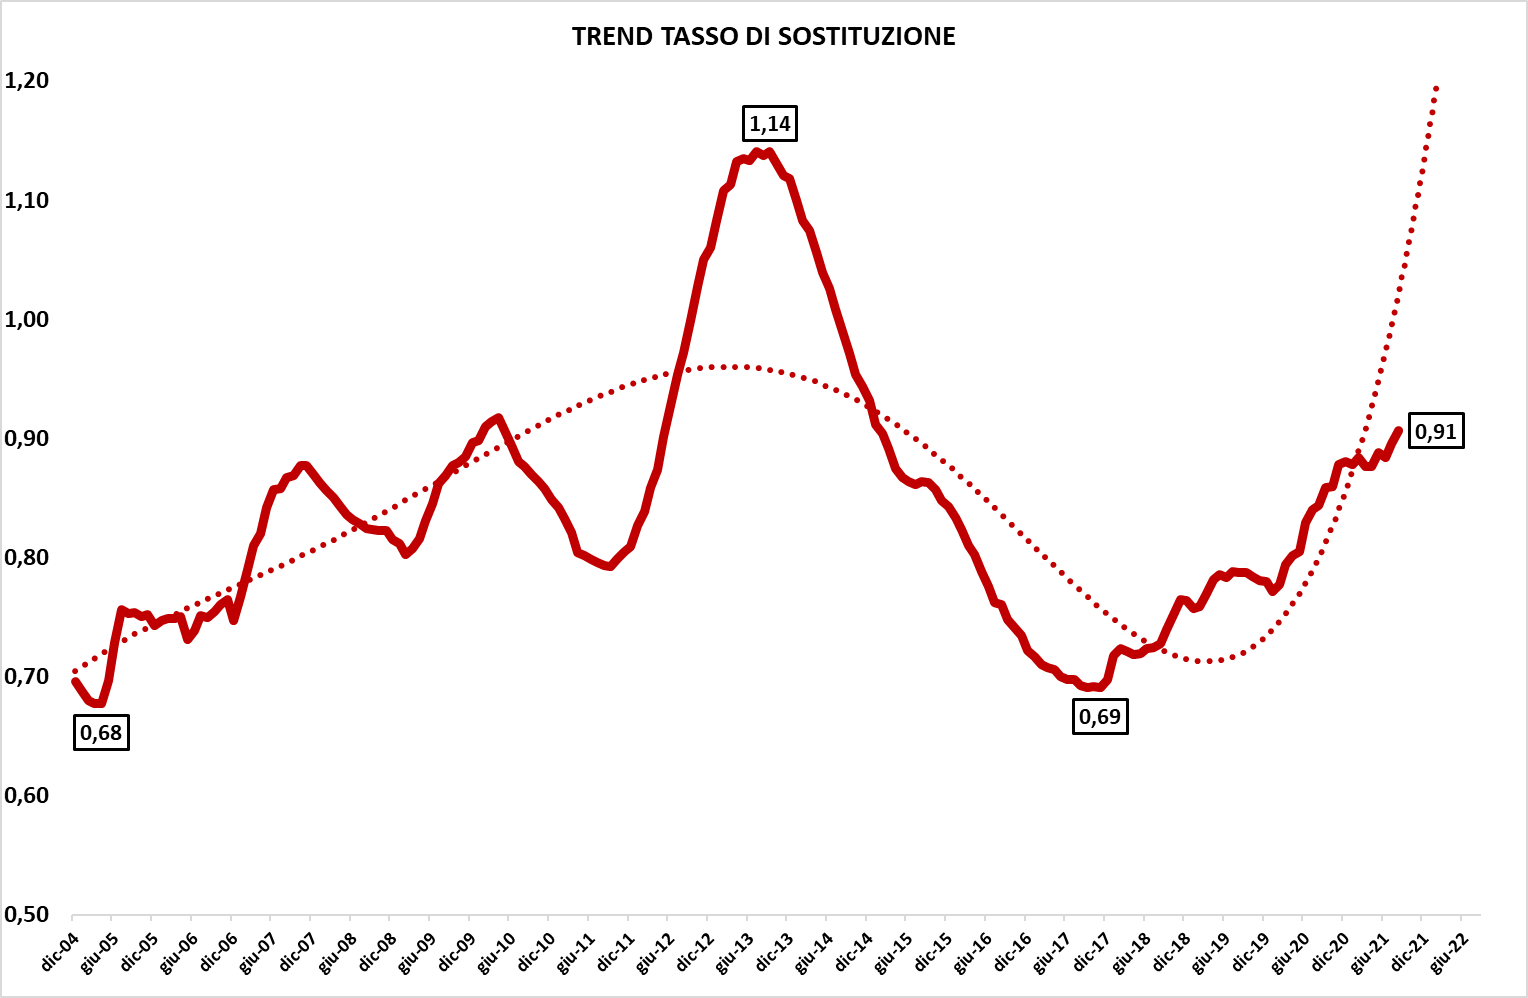 TREND TASSO DI SOSTITUZIONE
1,20
1,14
1,10
1,00
0,90
0,91
0,80
0,70
0,69
0,68
0,60
0,50
dic-04
giu-05
dic-05
giu-06
dic-06
giu-07
dic-07
giu-08
dic-08
giu-09
dic-09
giu-10
dic-10
giu-11
dic-11
giu-12
dic-12
giu-13
dic-13
giu-14
dic-14
giu-15
dic-15
giu-16
dic-16
giu-17
dic-17
giu-18
dic-18
giu-19
dic-19
giu-20
dic-20
giu-21
dic-21
giu-22